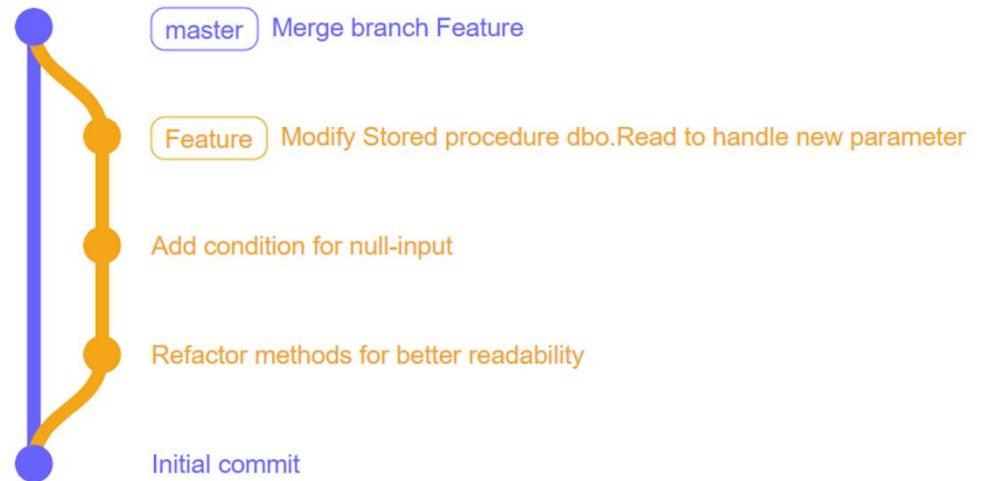 master Merge branch Feature
Feature Modify Stored procedure dbo.Read to handle new parameter
Add condition for null-input
Refactor methods for better readability
Initial commit